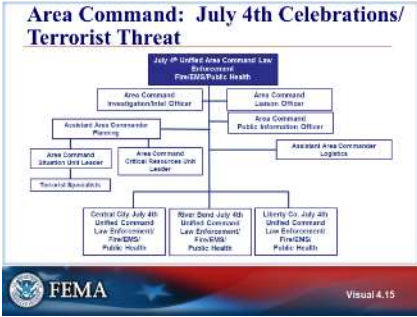 Area Command: July 4th Celebrations/
Terrorist Threat
July 4th Unified Area Command Law
Enforcement
Fire/EMS/Public Health
Area Command
Investigation/Intel Officer
Area Command
Liaison Officer
Area Command
Public Information Officer
Assistant Area Commander
Planning
Assistant Area Commander
Logistics
Area Command
Situation Unit Leader
Area Command
Critical Resources Unit
Leader
Terrorist Specialists
Central City July 4th
Unified Command
Law Enforcement/
Fire/EMS/
Public Health
River Bend July 4th
Unified Command
Law Enforcement/
Fire/EMS/
Public Health
Liberty Co. July 4th
Unified Command
Law Enforcement/
Fire/EMS/
Public Health
FEMA
Visual 4.15